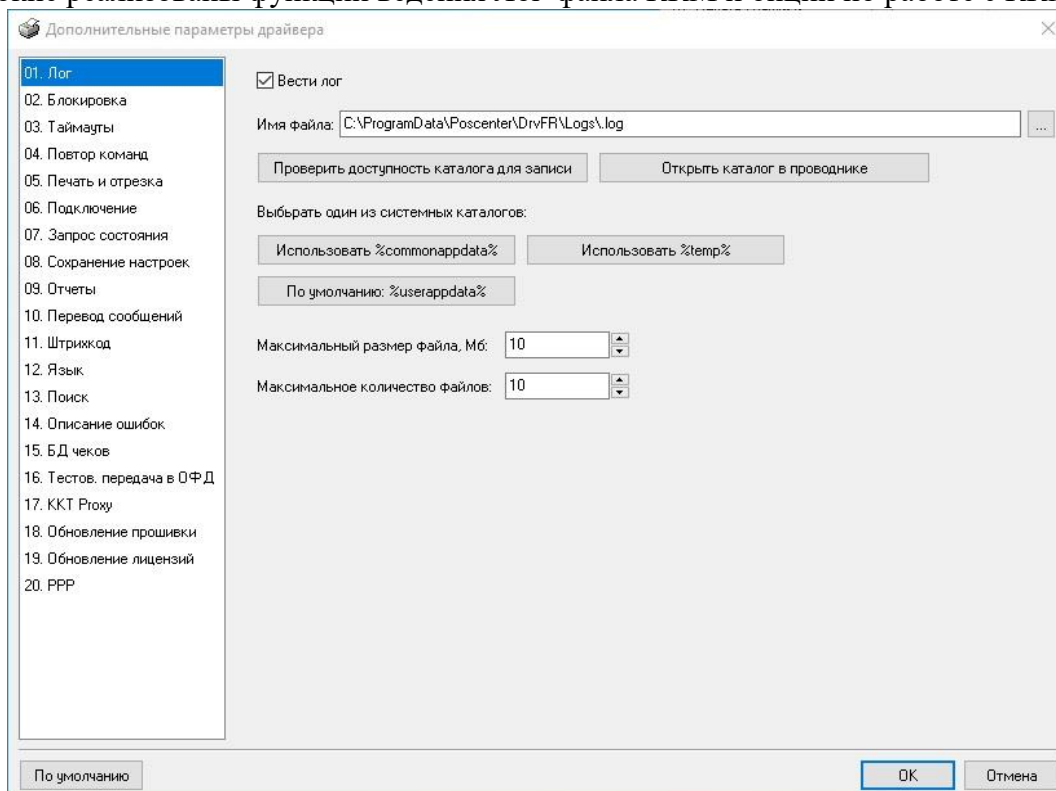 реализованы функции ведения лог
Дополнительные параметры драйвера
01. Лог
02. Блокировка
03. Таймауты
04. Повтор команд
05. Печать и отрезка
06. Подключение
07. Запрос состояния
08. Сохранение настроек
09. Отчеты
10. Перевод сообщений
11. Штрихкод
12. Язык
13. Поиск
14. Описание ошибок
15. БД чеков
16. Тестов. передача в ОФД
17. ККТ Proxy
18. Обновление прошивки
19. Обновление лицензий
20. PPP
Вести лог
Имя файла: C:\ProgramData\Poscenter\DrvFR\Logs\.log
...
Проверить доступность каталога для записи
Открыть каталог в проводнике
Выбьрать один из системных каталогов:
Использовать %commonappdata%
Использовать %temp%
По умолчанию: %userappdata%
Максимальный размер файла, Мб: 10
Максимальное количество файлов: 10
По умолчанию
OK
Отмена